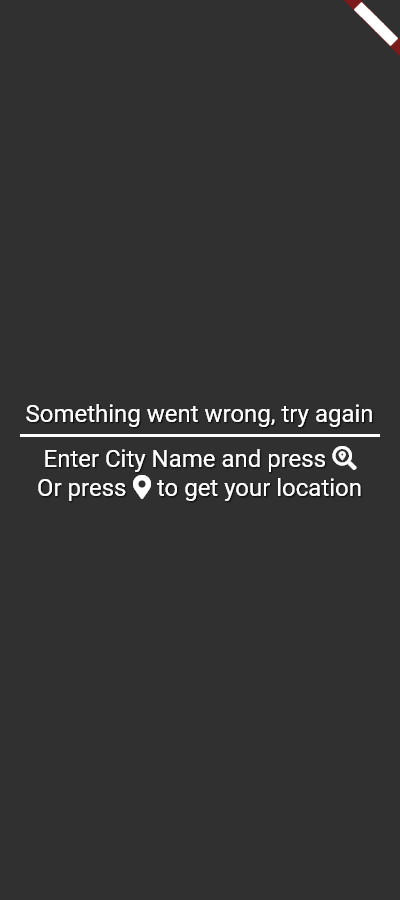 Something went wrong, try again
Enter City Name and press
Or press to get your location